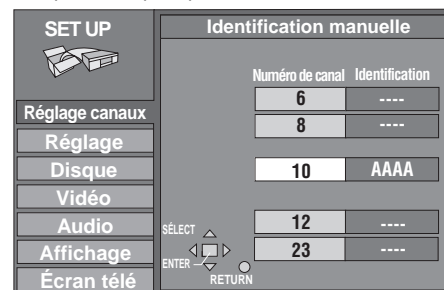 SET UP
Identification manuelle
Numéro de canal Identification
6 ----
8 ----
10 AAAA
12 ----
23 ----
Réglage canaux
Réglage
Disque
Vidéo
Audio
Affichage
Écran télé
SÉLECT
ENTER
RETURN